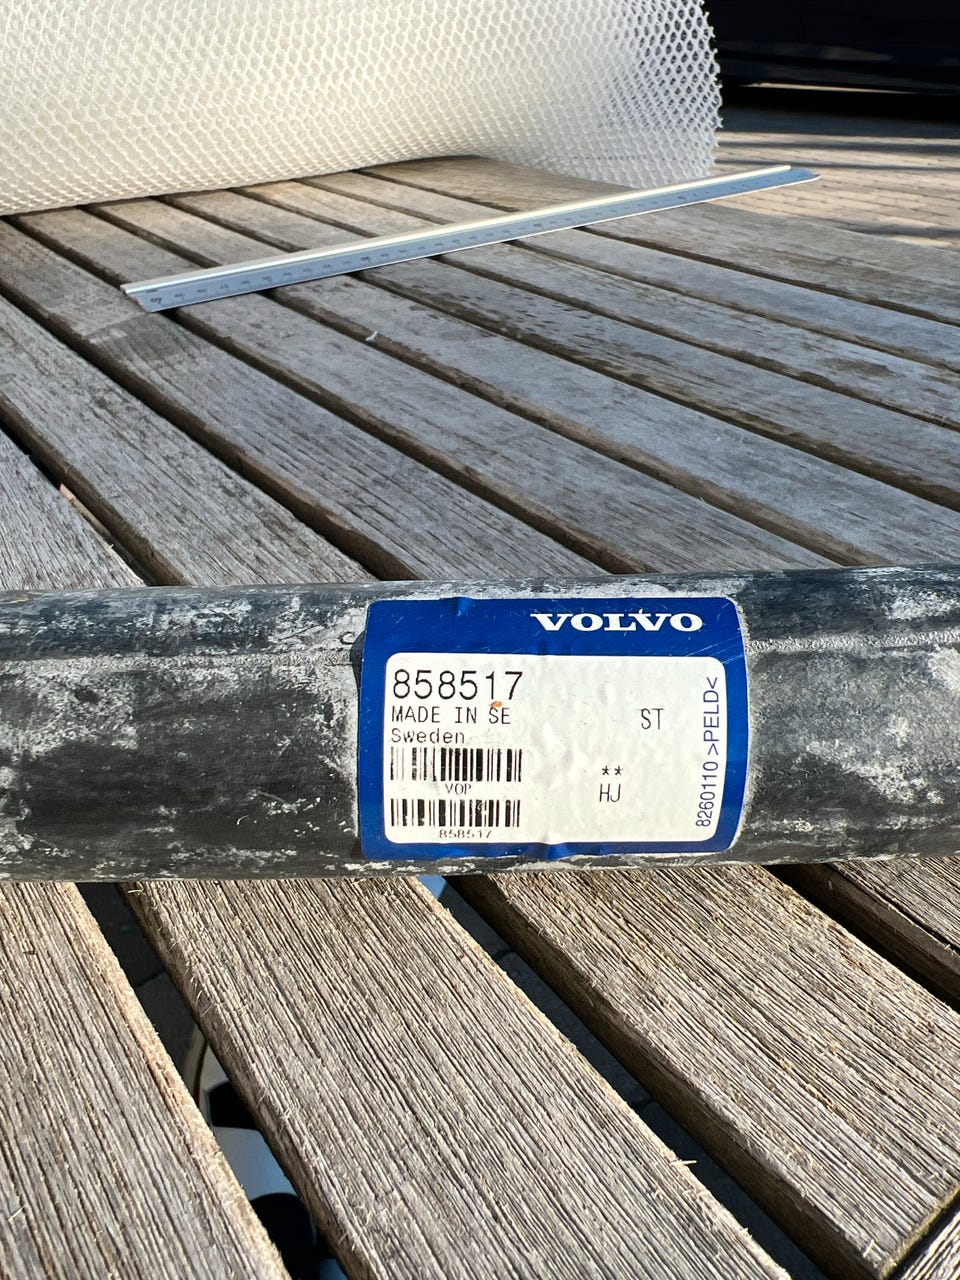 VOLVO
858517
MADE IN SE
Sweden
ST
VOP
**
HJ
858517
8260110 >PELD<